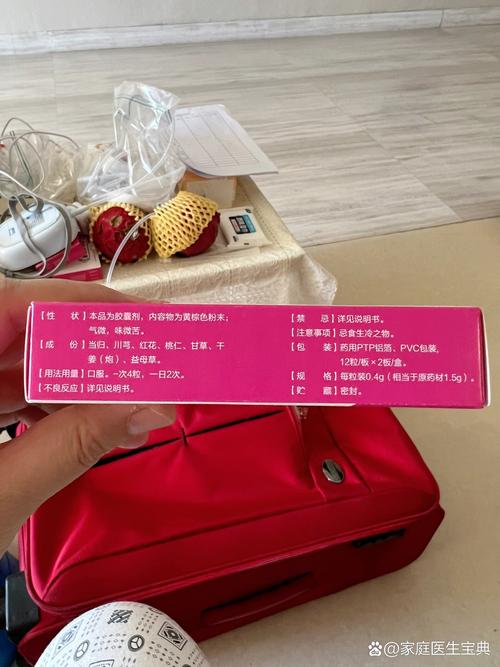 【性    状】本品为胶囊剂，内容物为黄棕色粉末；
气微，味微苦。
【成    份】当归、川芎、红花、桃仁、甘草、干
姜（炮）、益母草。
【用法用量】口服。一次4粒，一日2次。
【不良反应】详见说明书。
【禁    忌】详见说明书。
【注意事项】忌食生冷之物。
【包    装】药用PTP铝箔、PVC包装，
12粒/板×2板/盒。
【规    格】每粒装0.4g（相当于原药材1.5g）。
【贮    藏】密封。
家庭医生宝典